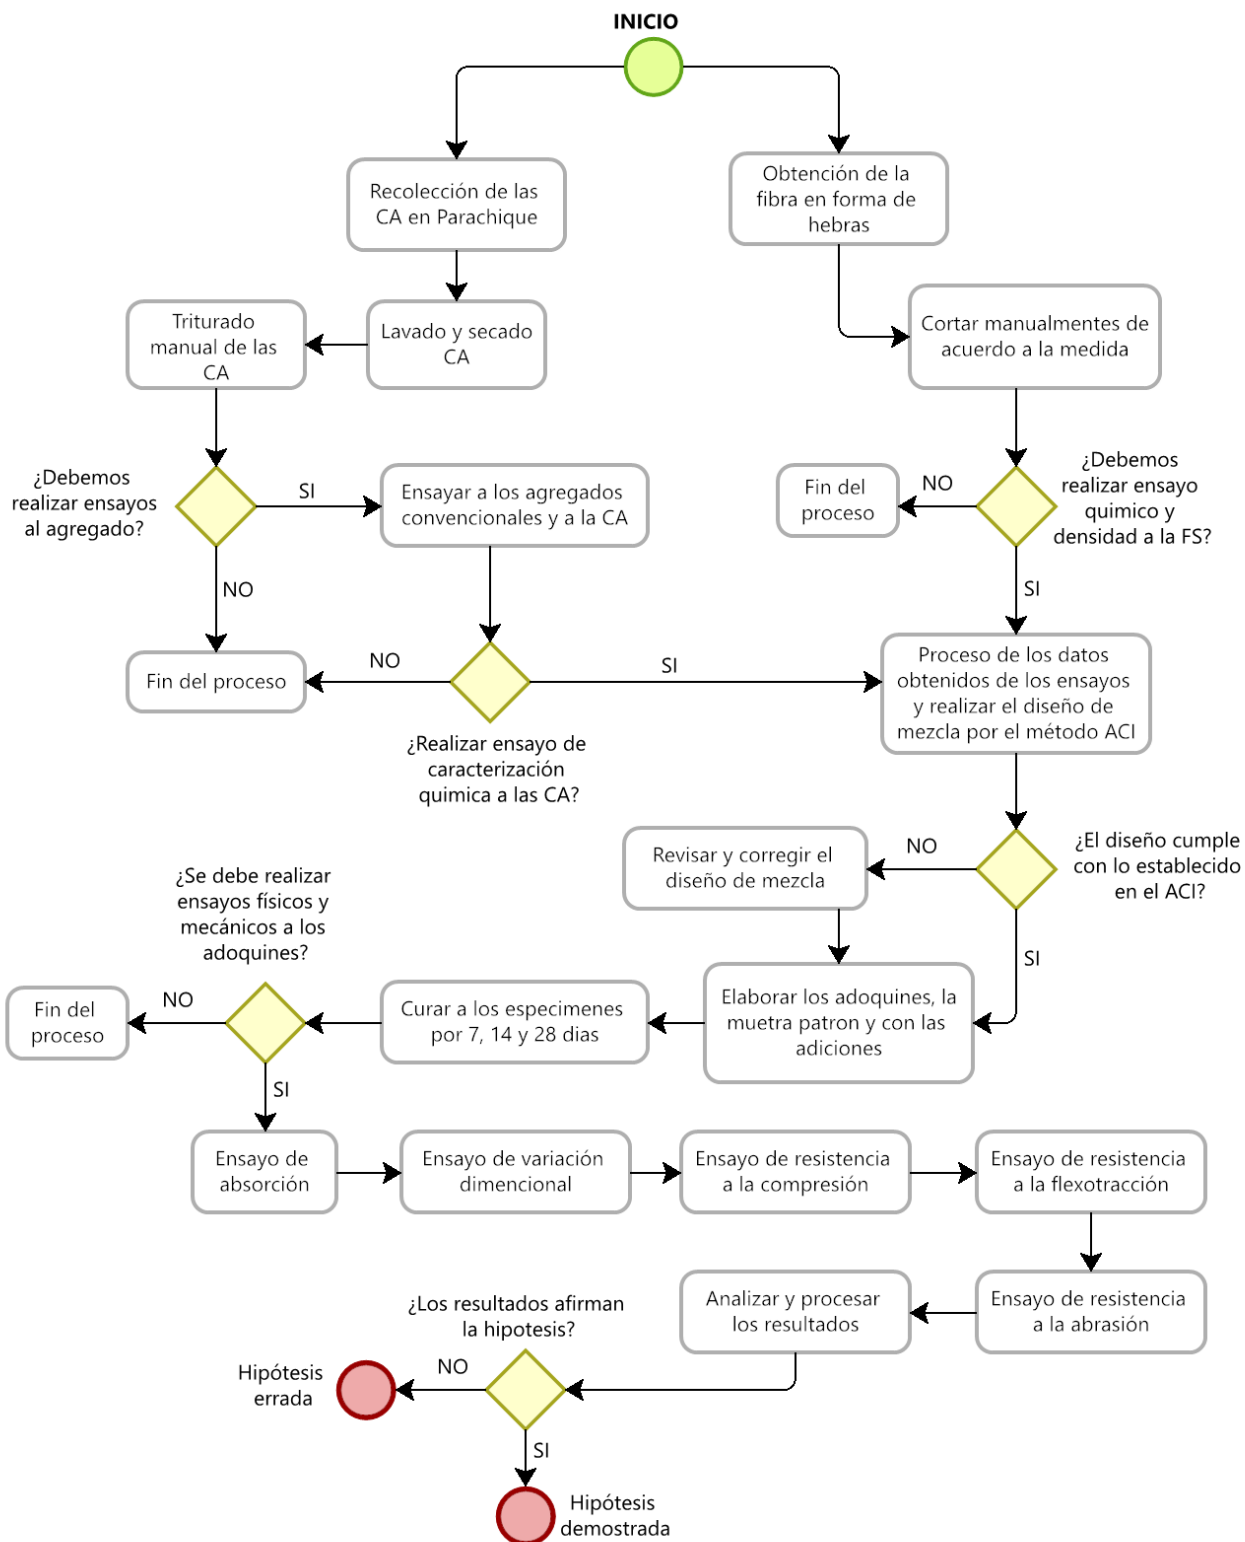 INICIO
Recolección de las
CA en Parachique
Obtención de la
fibra en forma de
hebras
Triturado
manual de las
CA
Lavado y secado
CA
Cortar manualmentes de
acuerdo a la medida
¿Debemos
realizar ensayos
al agregado?
SI
Ensayar a los agregados
convencionales y a la CA
Fin del
proceso
NO
¿Debemos
realizar ensayo
quimico y
densidad a la FS?
NO
SI
Fin del proceso
NO
SI
Proceso de los datos
obtenidos de los ensayos
y realizar el diseño de
mezcla por el método ACI
¿Realizar ensayo de
caracterización
quimica a las CA?
Revisar y corregir el
diseño de mezcla
NO
¿El diseño cumple
con lo establecido
en el ACI?
SI
¿Se debe realizar
ensayos físicos y
mecánicos a los
adoquines?
Fin del
proceso
NO
Curar a los especimenes
por 7, 14 y 28 dias
Elaborar los adoquines, la
muetra patron y con las
adiciones
SI
Ensayo de
absorción
Ensayo de variación
dimencional
Ensayo de resistencia
a la compresión
Ensayo de resistencia
a la flexotracción
¿Los resultados afirman
la hipotesis?
Analizar y procesar
los resultados
Ensayo de resistencia
a la abrasión
Hipótesis
errada
NO
SI
Hipótesis
demostrada